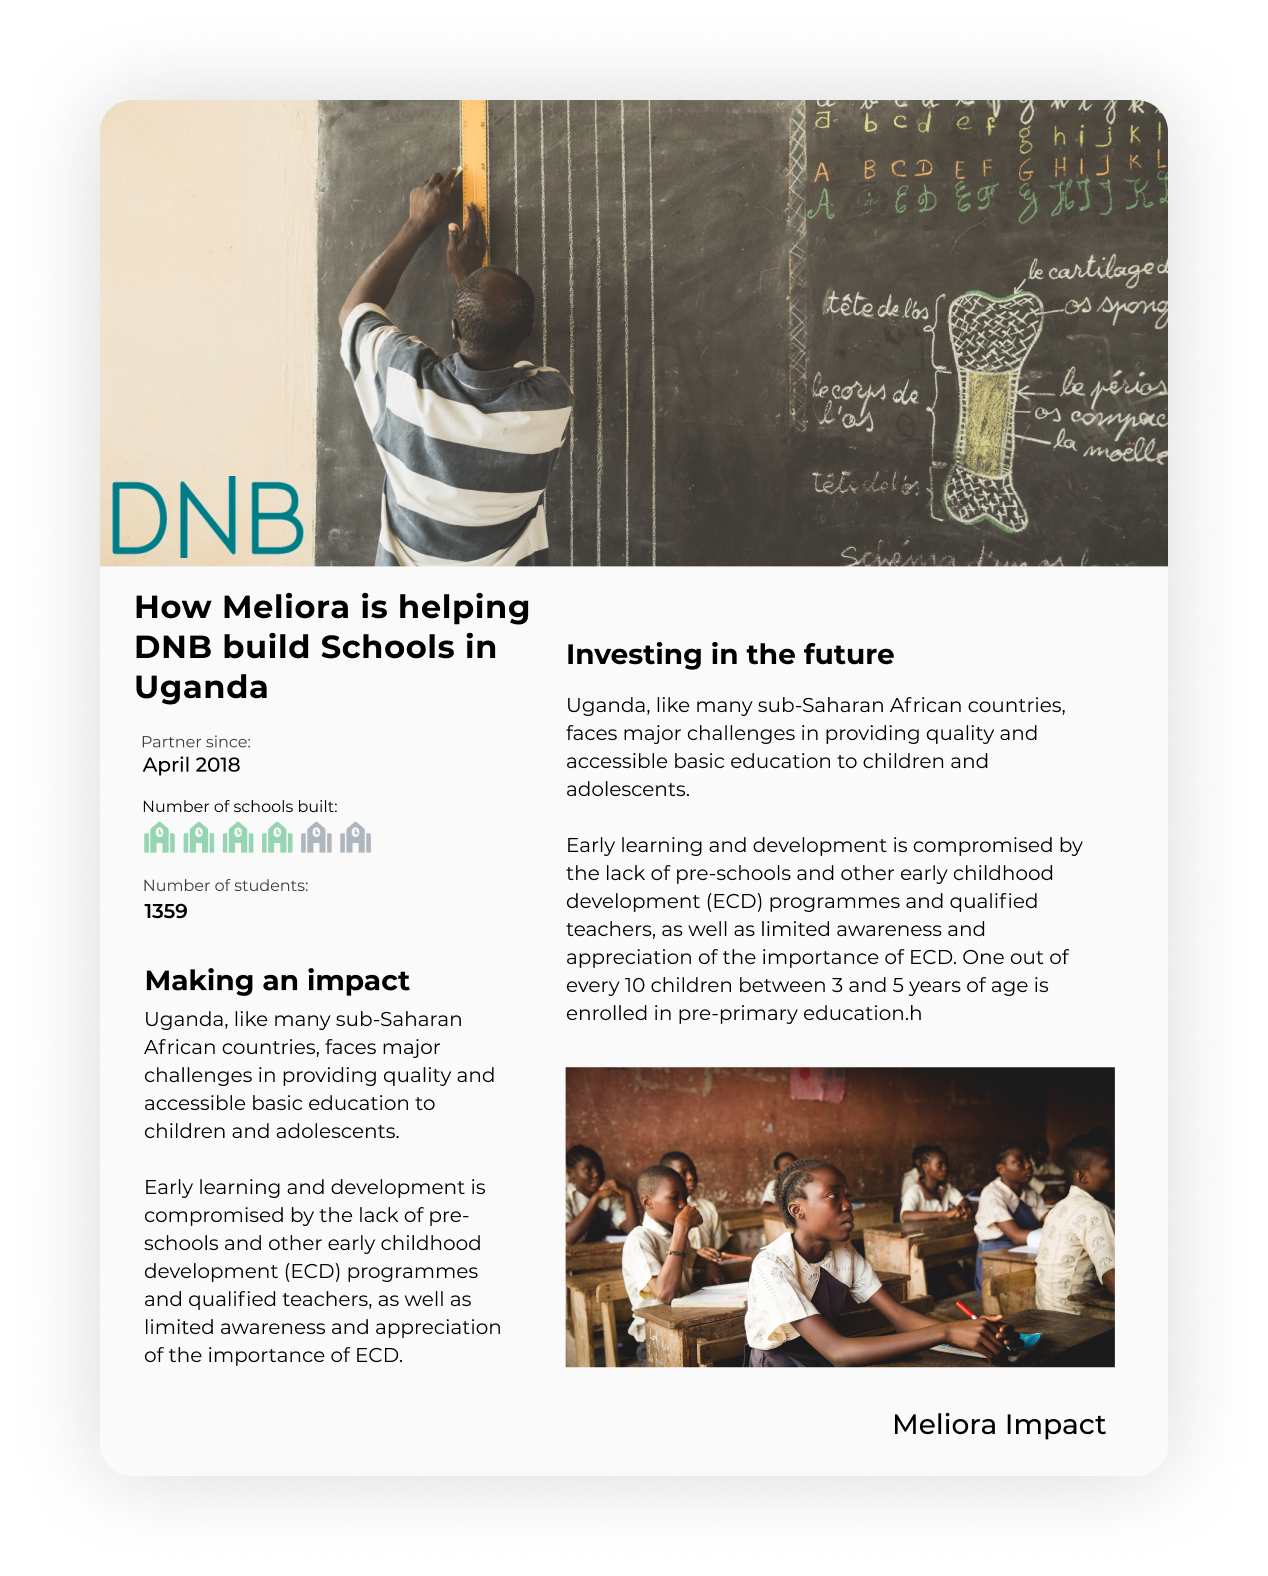 a b c d e f g h i j k
a b c d e f g h i j k l
A B C D E F G H I J K L
A E D E F G H I J K L
le cartilage d
tête de l'os
os spong
le corps de
l'os
le périos
os compac
la moëlle
tête de l'os
Schéma d'un os
DNB
How Meliora is helping
DNB build Schools in
Uganda
Partner since:
April 2018
Number of schools built:
Number of students:
1359
Making an impact
Uganda, like many sub-Saharan
African countries, faces major
challenges in providing quality and
accessible basic education to
children and adolescents.
Early learning and development is
compromised by the lack of pre-
schools and other early childhood
development (ECD) programmes
and qualified teachers, as well as
limited awareness and appreciation
of the importance of ECD.
Investing in the future
Uganda, like many sub-Saharan African countries,
faces major challenges in providing quality and
accessible basic education to children and
adolescents.
Early learning and development is compromised by
the lack of pre-schools and other early childhood
development (ECD) programmes and qualified
teachers, as well as limited awareness and
appreciation of the importance of ECD. One out of
every 10 children between 3 and 5 years of age is
enrolled in pre-primary education.h
Meliora Impact